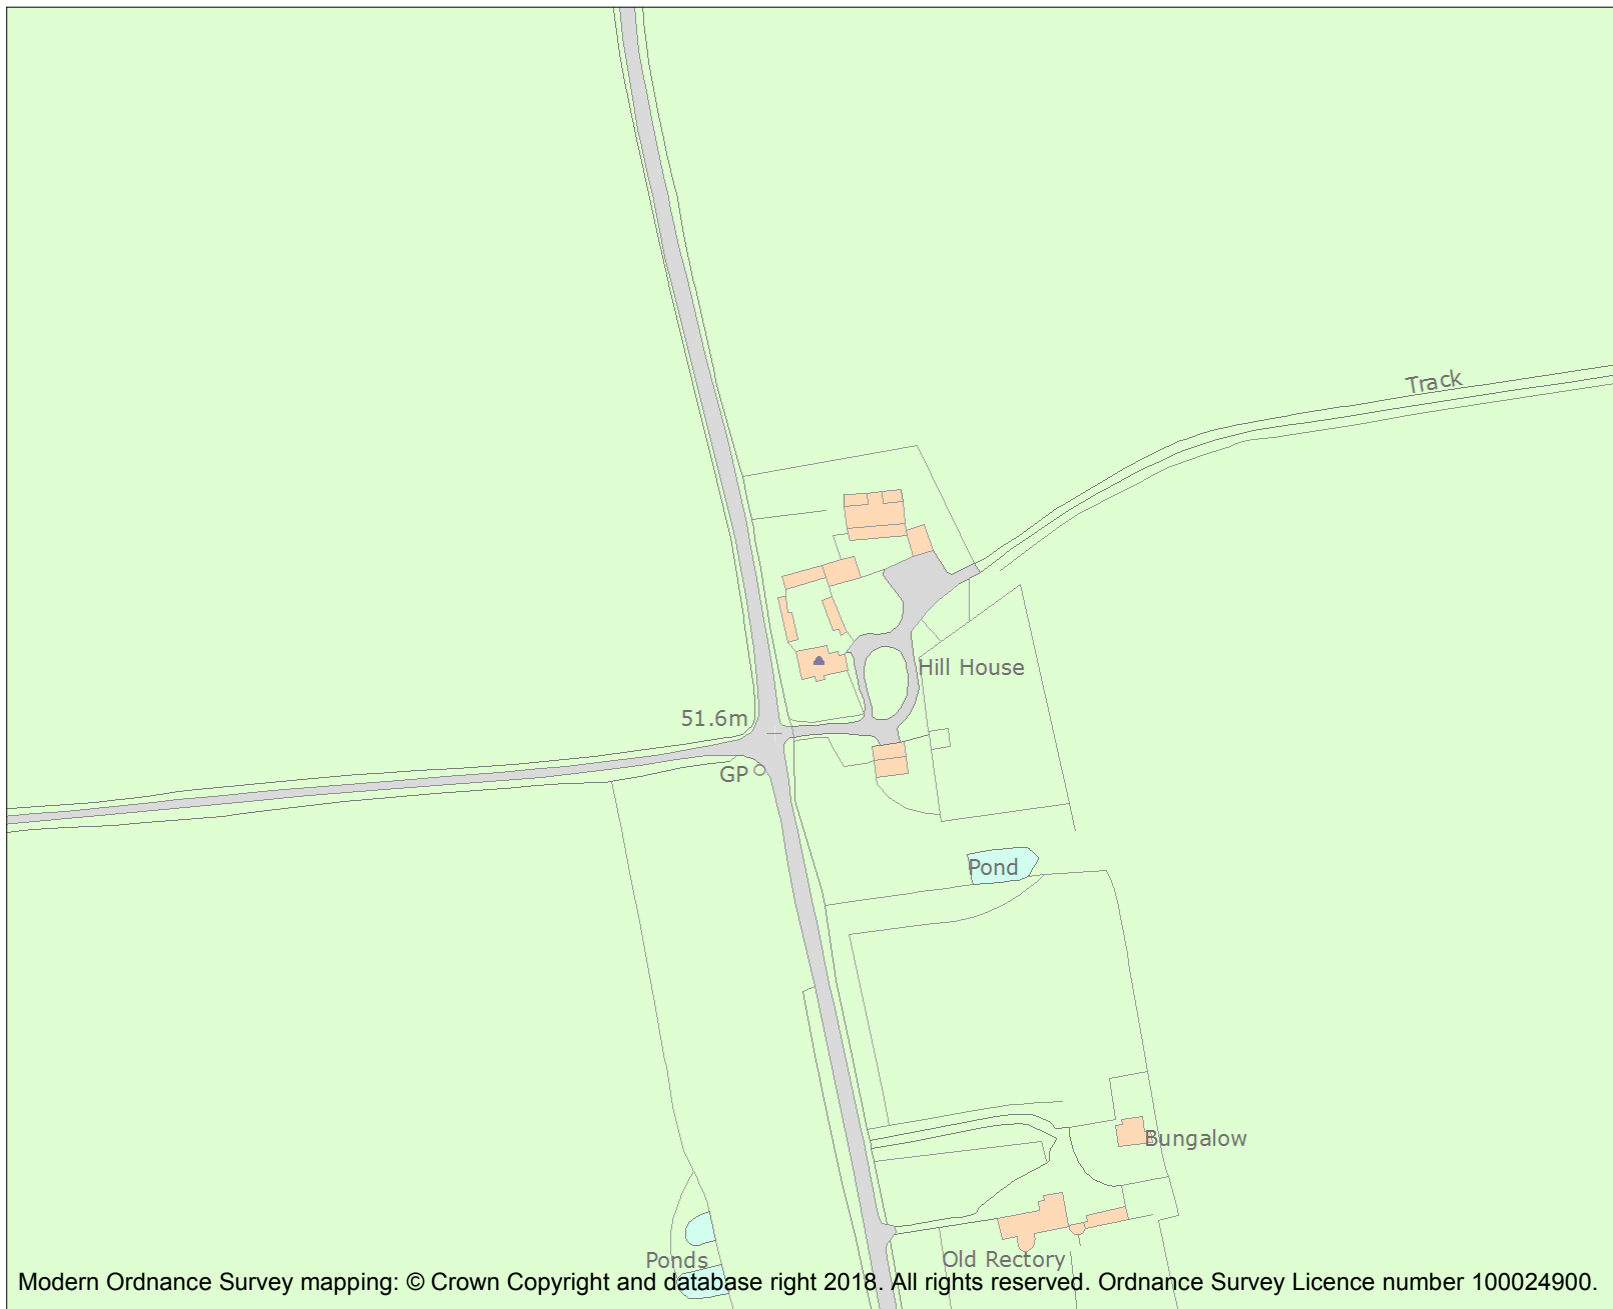 Track
Hill House
51.6m
GP
Pond
Bungalow
Old Rectory
Ponds
Modern Ordnance Survey mapping: © Crown Copyright and database right 2018. All rights reserved. Ordnance Survey Licence number 100024900.